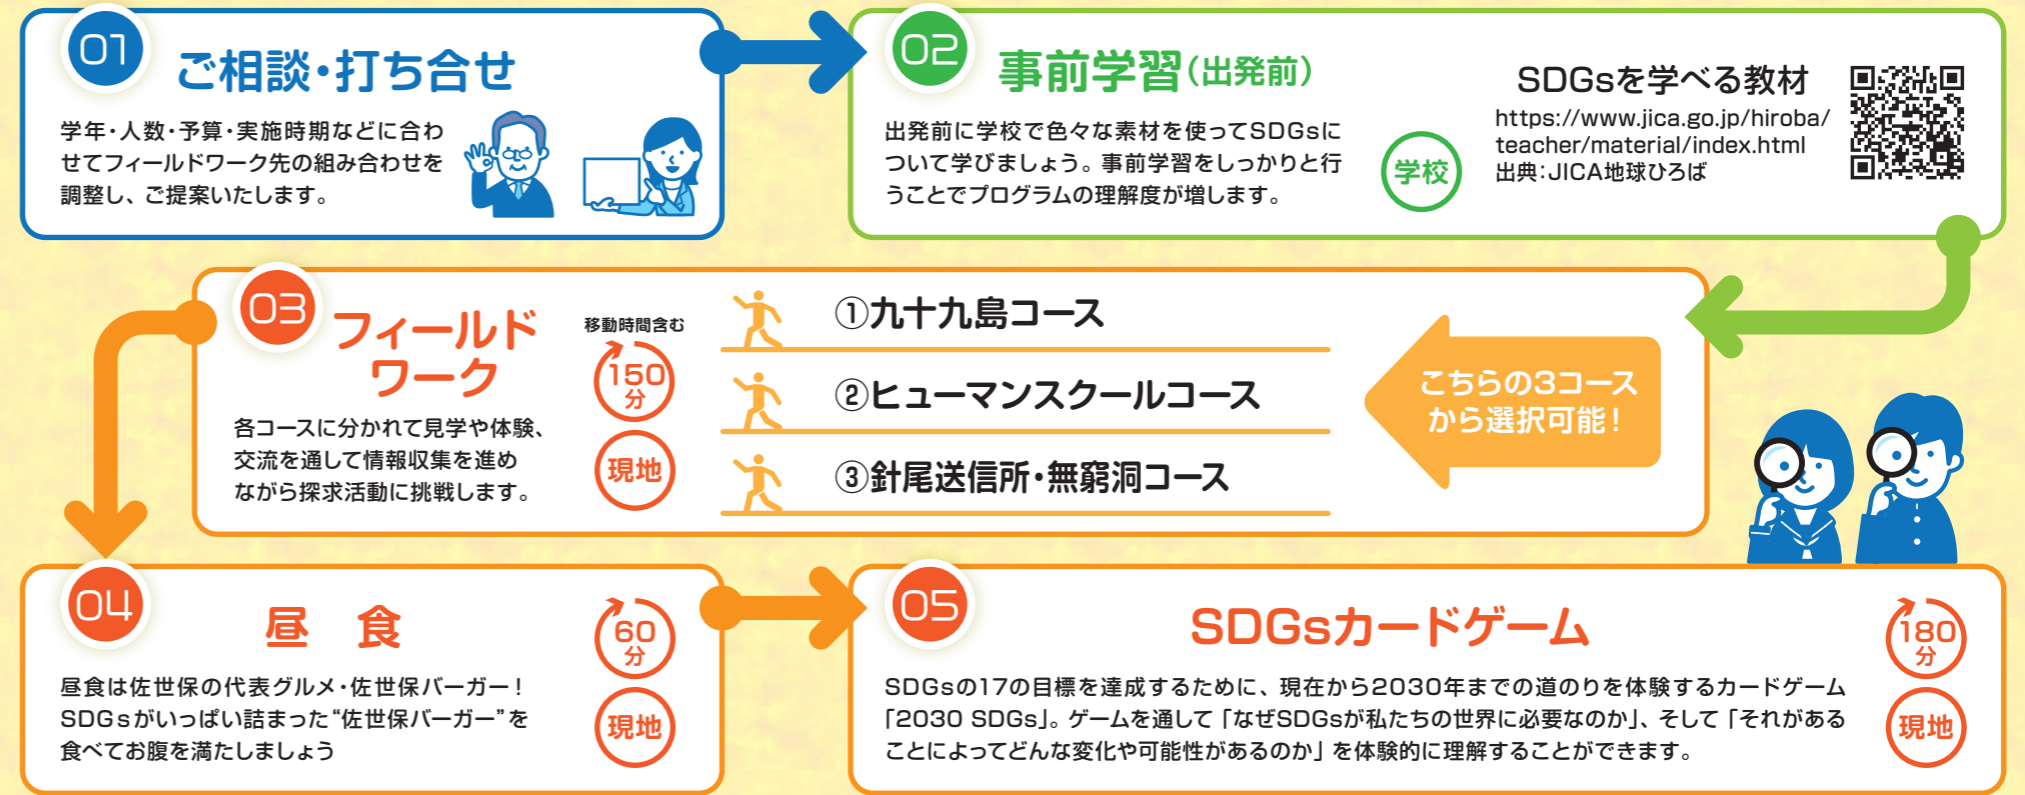 01
ご相談・打ち合せ
学年・人数・予算・実施時期などに合わ
せてフィールドワーク先の組み合わせを
調整し、ご提案いたします。
02
事前学習（出発前）
出発前に学校で色々な素材を使ってSDGsに
ついて学びましょう。事前学習をしっかりと行
うことでプログラムの理解度が増します。
学校
SDGsを学べる教材
https://www.jica.go.jp/hiroba/
teacher/material/index.html
出典：JICA地球ひろば
03
フィールド
ワーク
各コースに分かれて見学や体験、
交流を通して情報収集を進め
ながら探求活動に挑戦します。
移動時間含む
150
分
現地
①九十九島コース
②ヒューマンスクールコース
③針尾送信所・無窮洞コース
こちらの3コース
から選択可能！
04
昼　食
昼食は佐世保の代表グルメ・佐世保バーガー！
SDGsがいっぱい詰まった“佐世保バーガー”を
食べてお腹を満たしましょう
60
分
現地
05
SDGsカードゲーム
SDGsの17の目標を達成するために、現在から2030年までの道のりを体験するカードゲーム
「2030 SDGs」。ゲームを通して「なぜSDGsが私たちの世界に必要なのか」、そして「それがある
ことによってどんな変化や可能性があるのか」を体験的に理解することができます。
180
分
現地